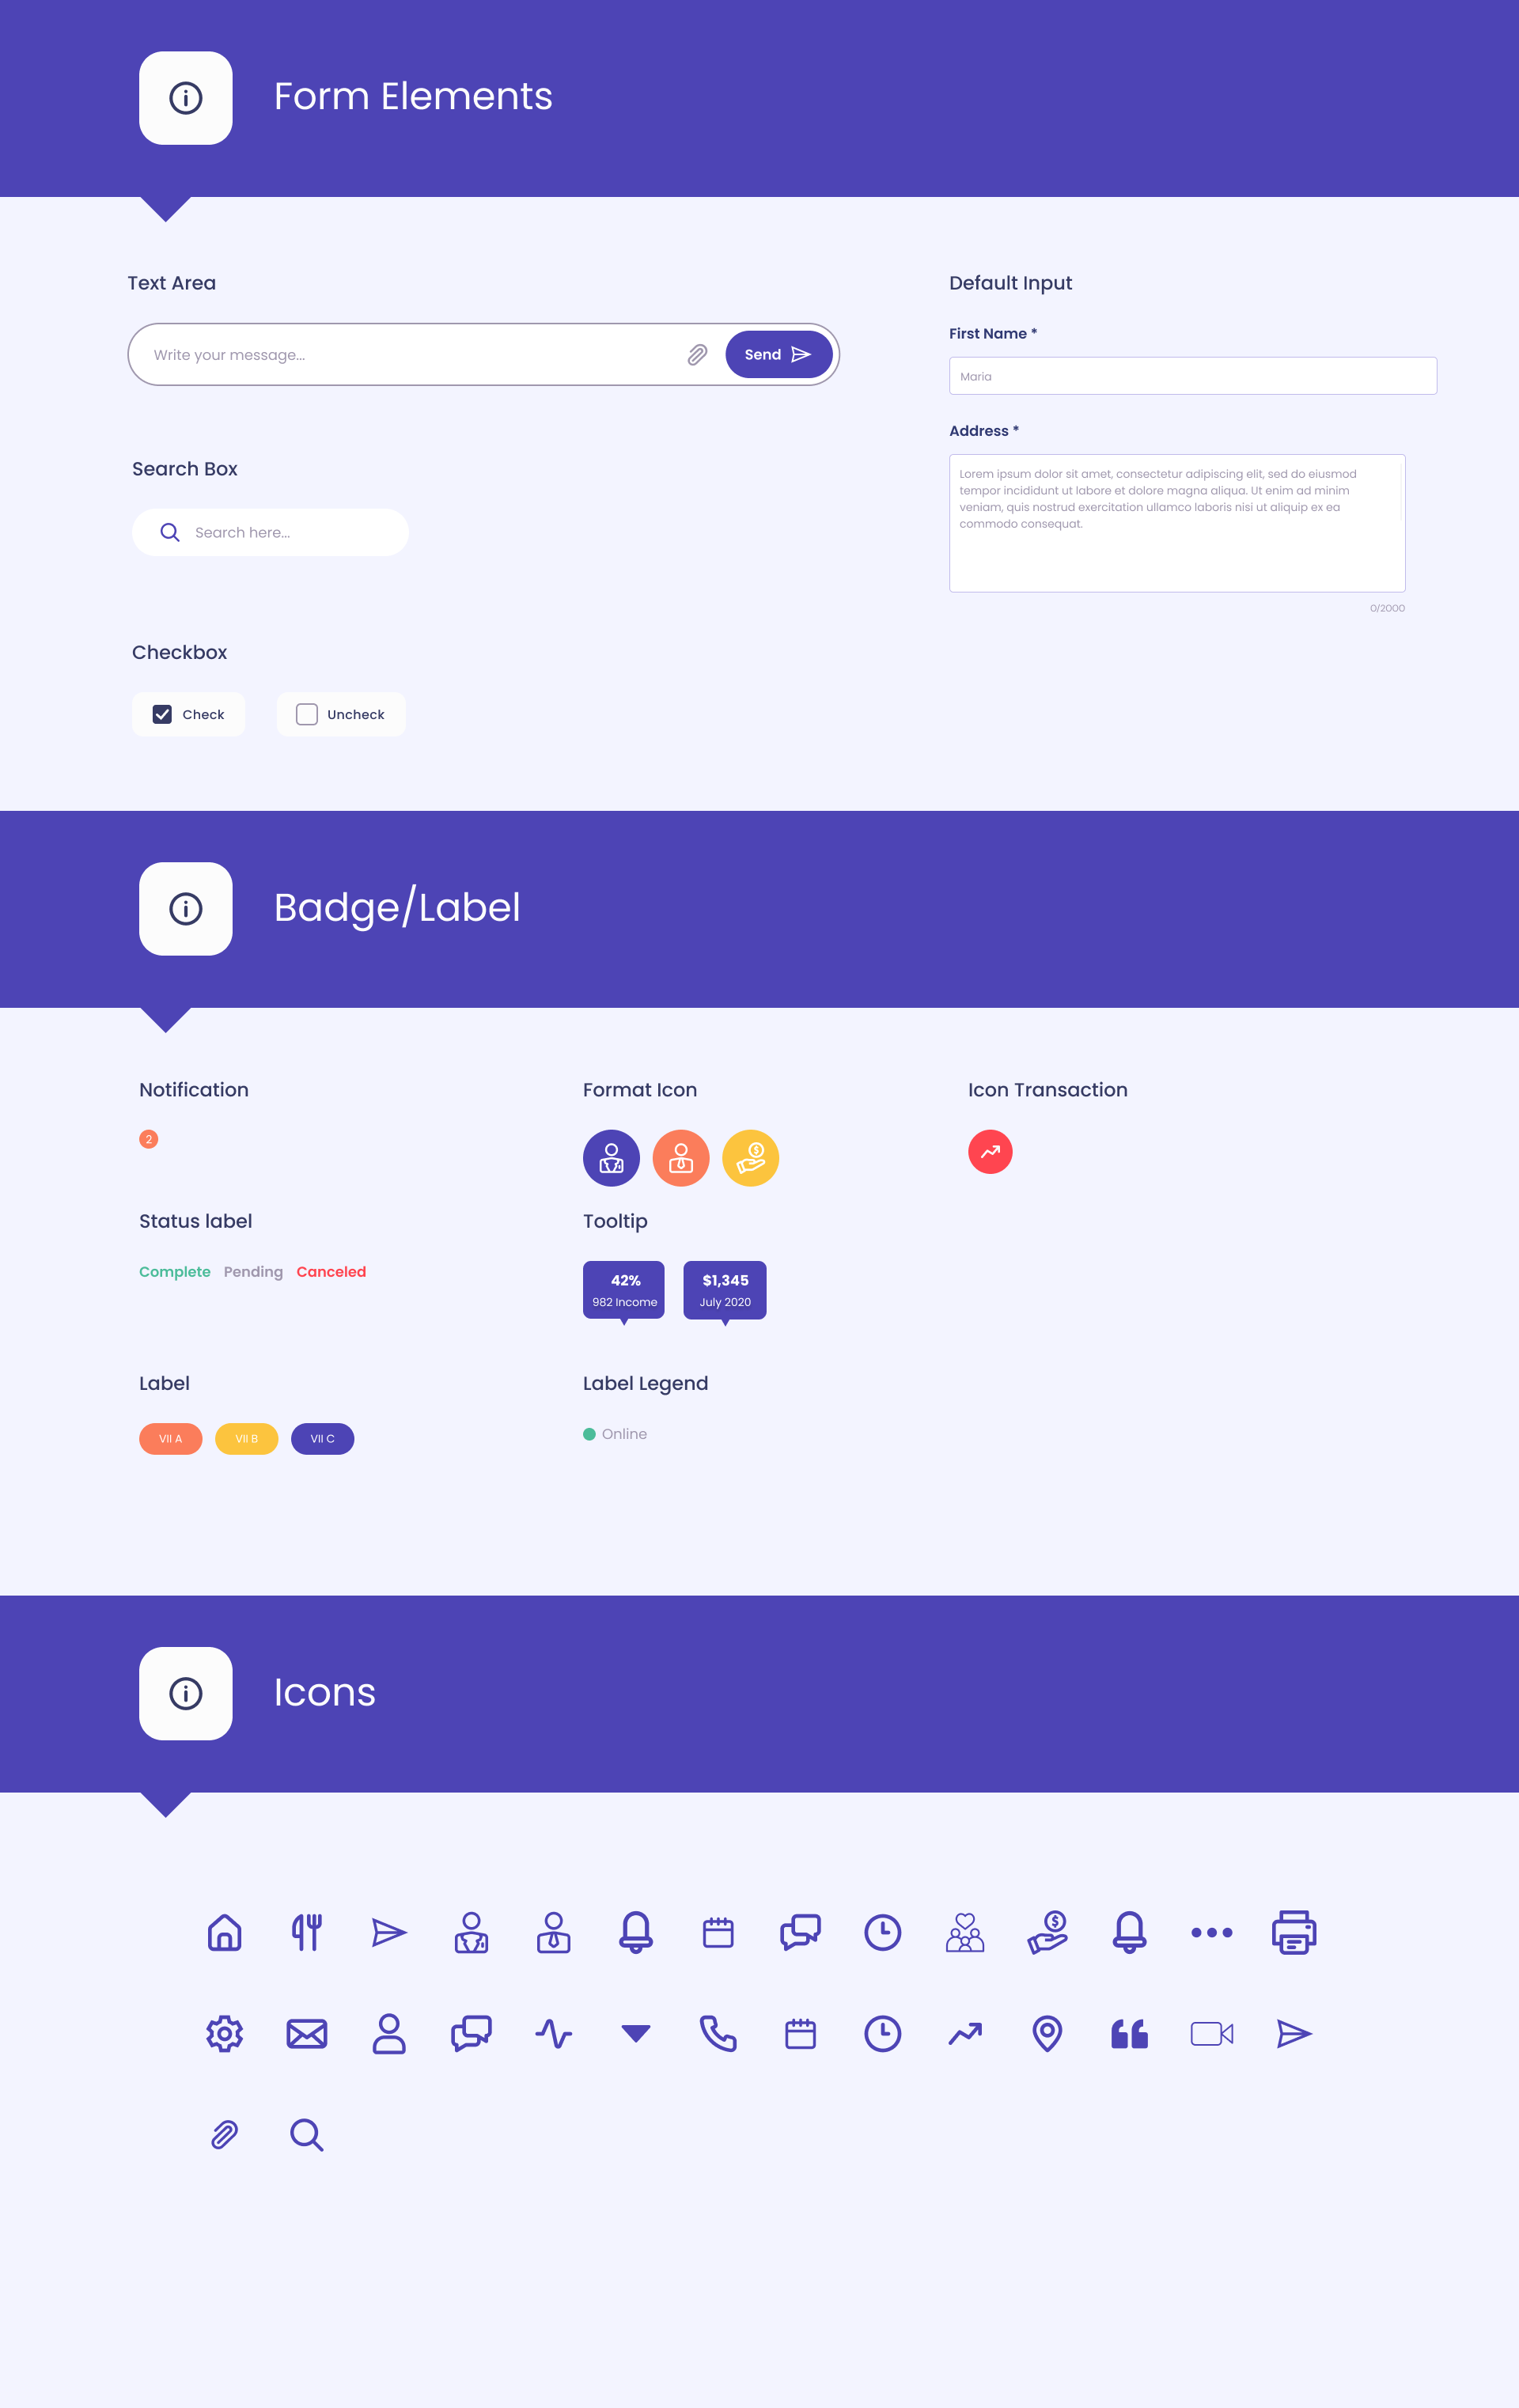 Form Elements
Text Area
Write your message...
Send
Search Box
Search here...
Checkbox
Check
Uncheck
Default Input
First Name *
Maria
Address *
Lorem ipsum dolor sit amet, consectetur adipiscing elit, sed do eiusmod
tempor incididunt ut labore et dolore magna aliqua. Ut enim ad minim
veniam, quis nostrud exercitation ullamco laboris nisi ut aliquip ex ea
commodo consequat.
0/2000
Badge/Label
Notification
2
Format Icon
Icon Transaction
Status label
Complete Pending Canceled
Tooltip
42%
982 Income
$1,345
July 2020
Label
VII A
VII B
VII C
Label Legend
Online
Icons